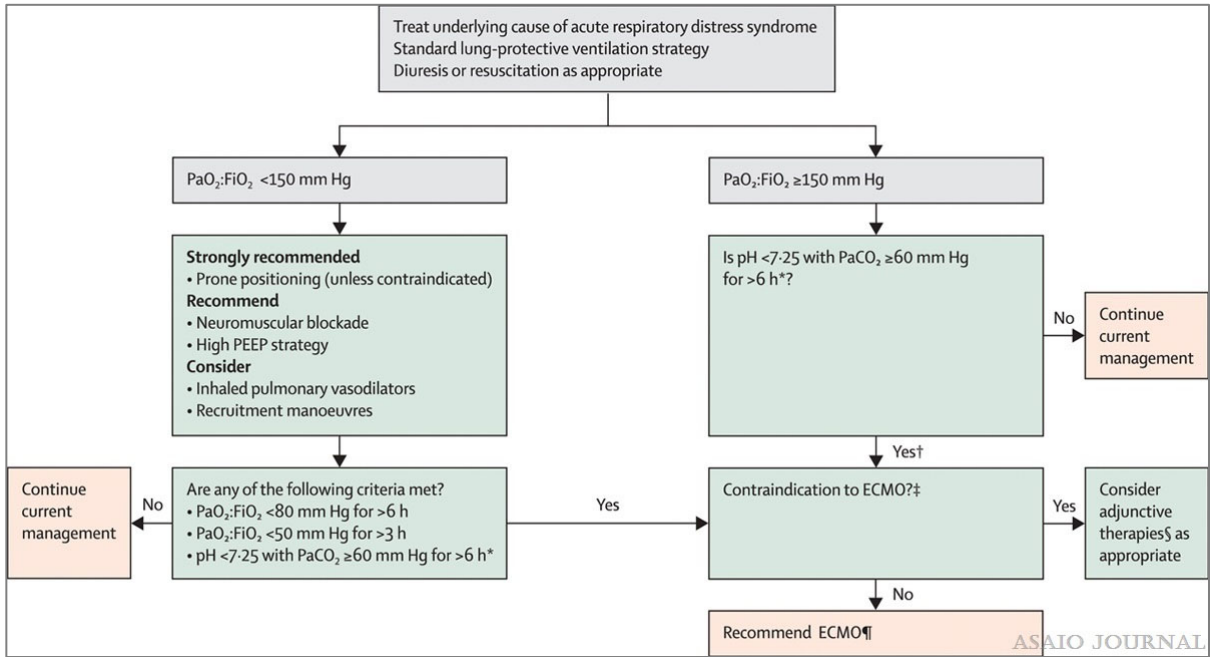 Treat underlying cause of acute respiratory distress syndrome
Standard lung-protective ventilation strategy
Diuresis or resuscitation as appropriate
PaO₂:FiO₂ <150 mm Hg
PaO₂:FiO₂ ≥150 mm Hg
Strongly recommended
• Prone positioning (unless contraindicated)
Recommend
• Neuromuscular blockade
• High PEEP strategy
Consider
• Inhaled pulmonary vasodilators
• Recruitment manoeuvres
Is pH <7·25 with PaCO₂ ≥60 mm Hg
for >6 h*?
No
Continue
current
management
Yes†
Continue
current
management
No
Are any of the following criteria met?
• PaO₂:FiO₂ <80 mm Hg for >6 h
• PaO₂:FiO₂ <50 mm Hg for >3 h
• pH <7·25 with PaCO₂ ≥60 mm Hg for >6 h*
Yes
Contraindication to ECMO?‡
Yes
Consider
adjunctive
therapies§ as
appropriate
No
Recommend ECMO¶
ASAIO JOURNAL